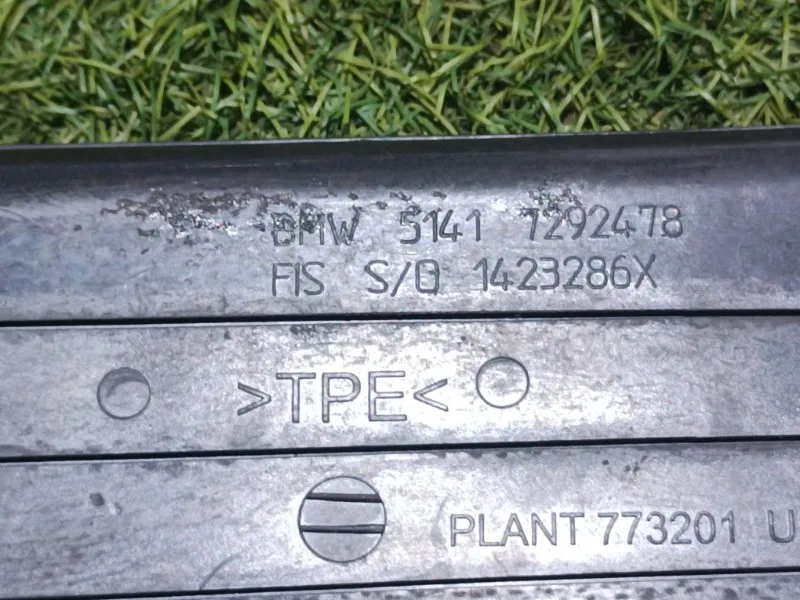 BMW 5141 7292478
FIS S/O 1423286X
>TPE<
PLANT 773201 U